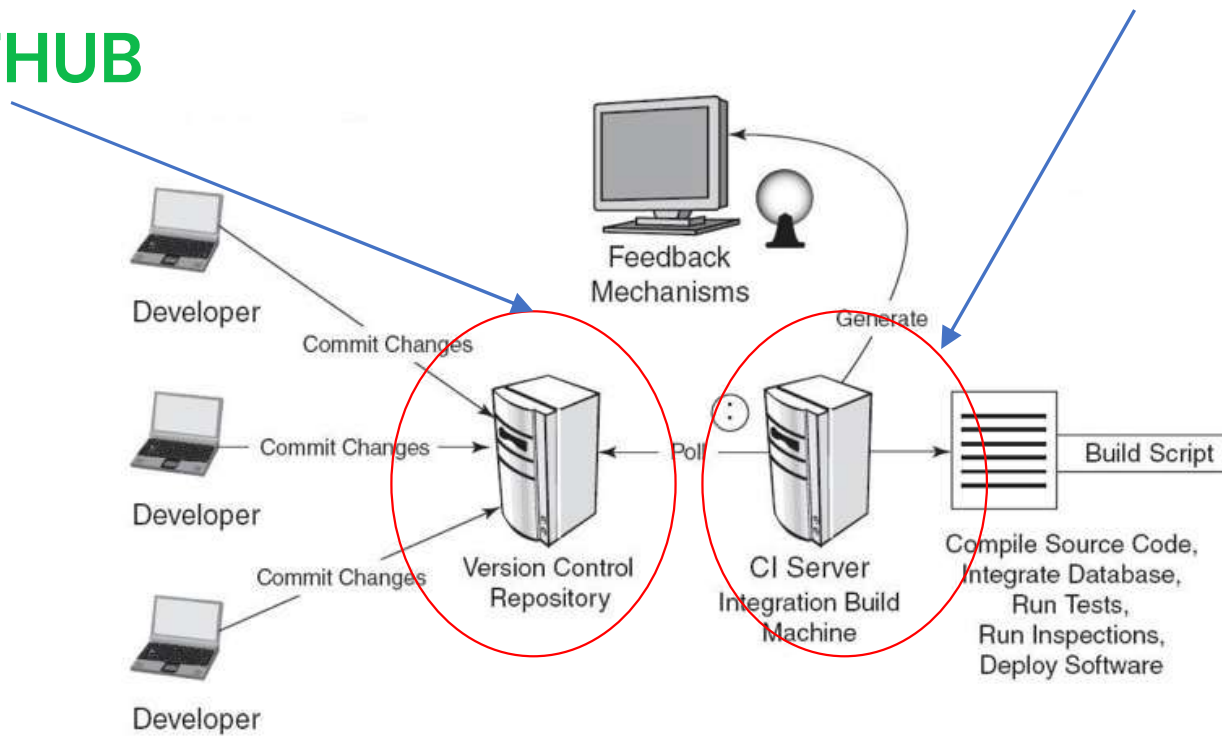 THUB
Feedback
Mechanisms
Developer
Generate
Commit Changes
Commit Changes
Poll
Build Script
Developer
Version Control
Repository
CI Server
Integration Build
Machine
Compile Source Code,
Integrate Database,
Run Tests,
Run Inspections,
Deploy Software
Commit Changes
Developer